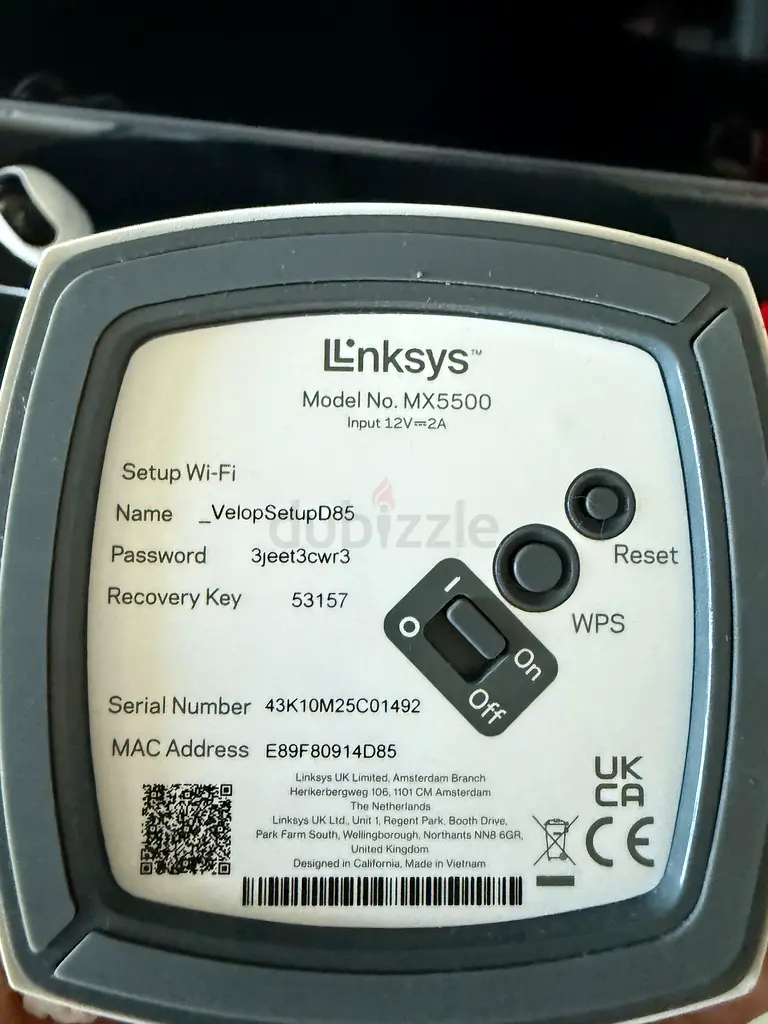 Linksys™
Model No. MX5500
Input 12V⎓2A
Setup Wi-Fi
Name _VelopSetupD85
dubizzle
Password 3jeet3cwr3
Reset
Recovery Key 53157
WPS
I
O
On
Off
Serial Number 43K10M25C01492
MAC Address E89F80914D85
Linksys UK Limited, Amsterdam Branch
Herikerbergweg 106, 1101 CM Amsterdam
The Netherlands
Linksys UK Ltd., Unit 1, Regent Park, Booth Drive,
Park Farm South, Wellingborough, Northants NN8 6GR,
United Kingdom
Designed in California, Made in Vietnam
UK
CA
CE